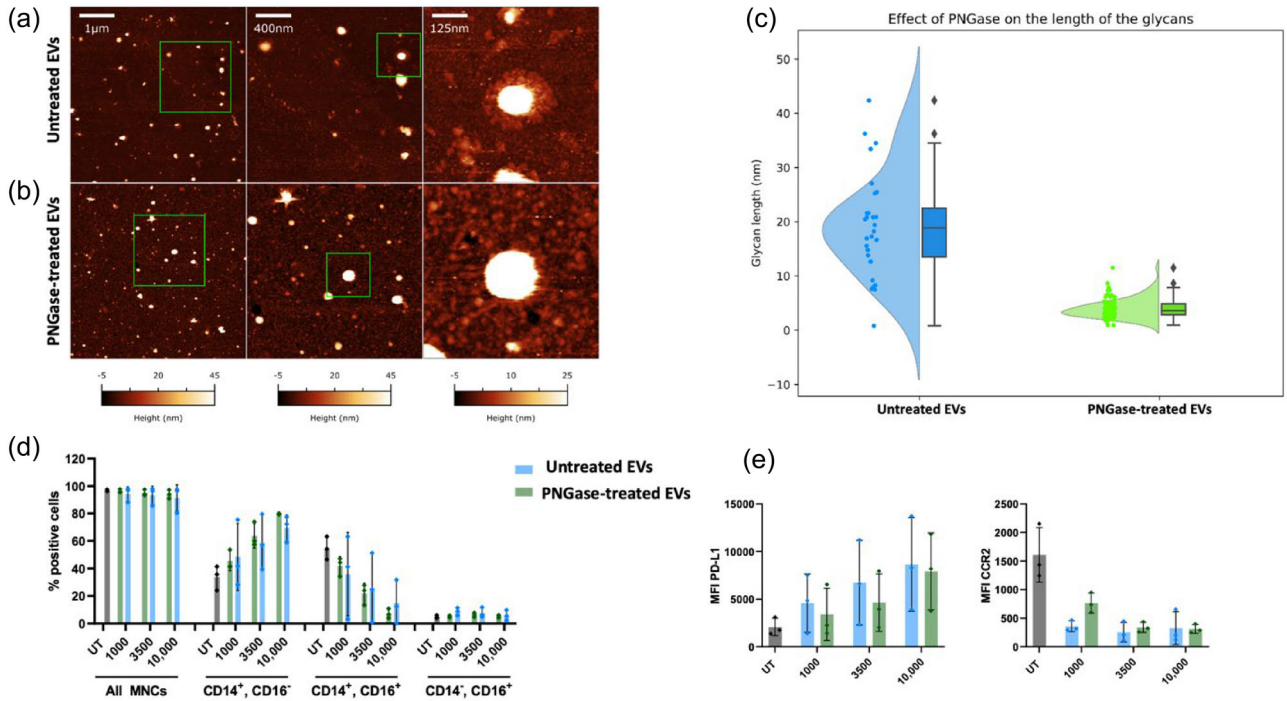 (a)
Untreated EVs
1μm
400nm
125nm
(b)
PNGase-treated EVs
-5 20 45
Height (nm)
-5 20 45
Height (nm)
-5 10 25
Height (nm)
(c)
Effect of PNGase on the length of the glycans
Glycan length (nm)
50
40
30
20
10
0
−10
Untreated EVs
PNGase-treated EVs
(d)
% positive cells
120
100
80
60
40
20
0
UT 1000 3500 10,000
UT 1000 3500 10,000
UT 1000 3500 10,000
UT 1000 3500 10,000
All MNCs
CD14⁺, CD16⁻
CD14⁺, CD16⁺
CD14⁻, CD16⁺
Untreated EVs
PNGase-treated EVs
(e)
MFI PD-L1
15000
10000
5000
0
UT 1000 3500 10,000
MFI CCR2
2500
2000
1500
1000
500
0
UT 1000 3500 10,000